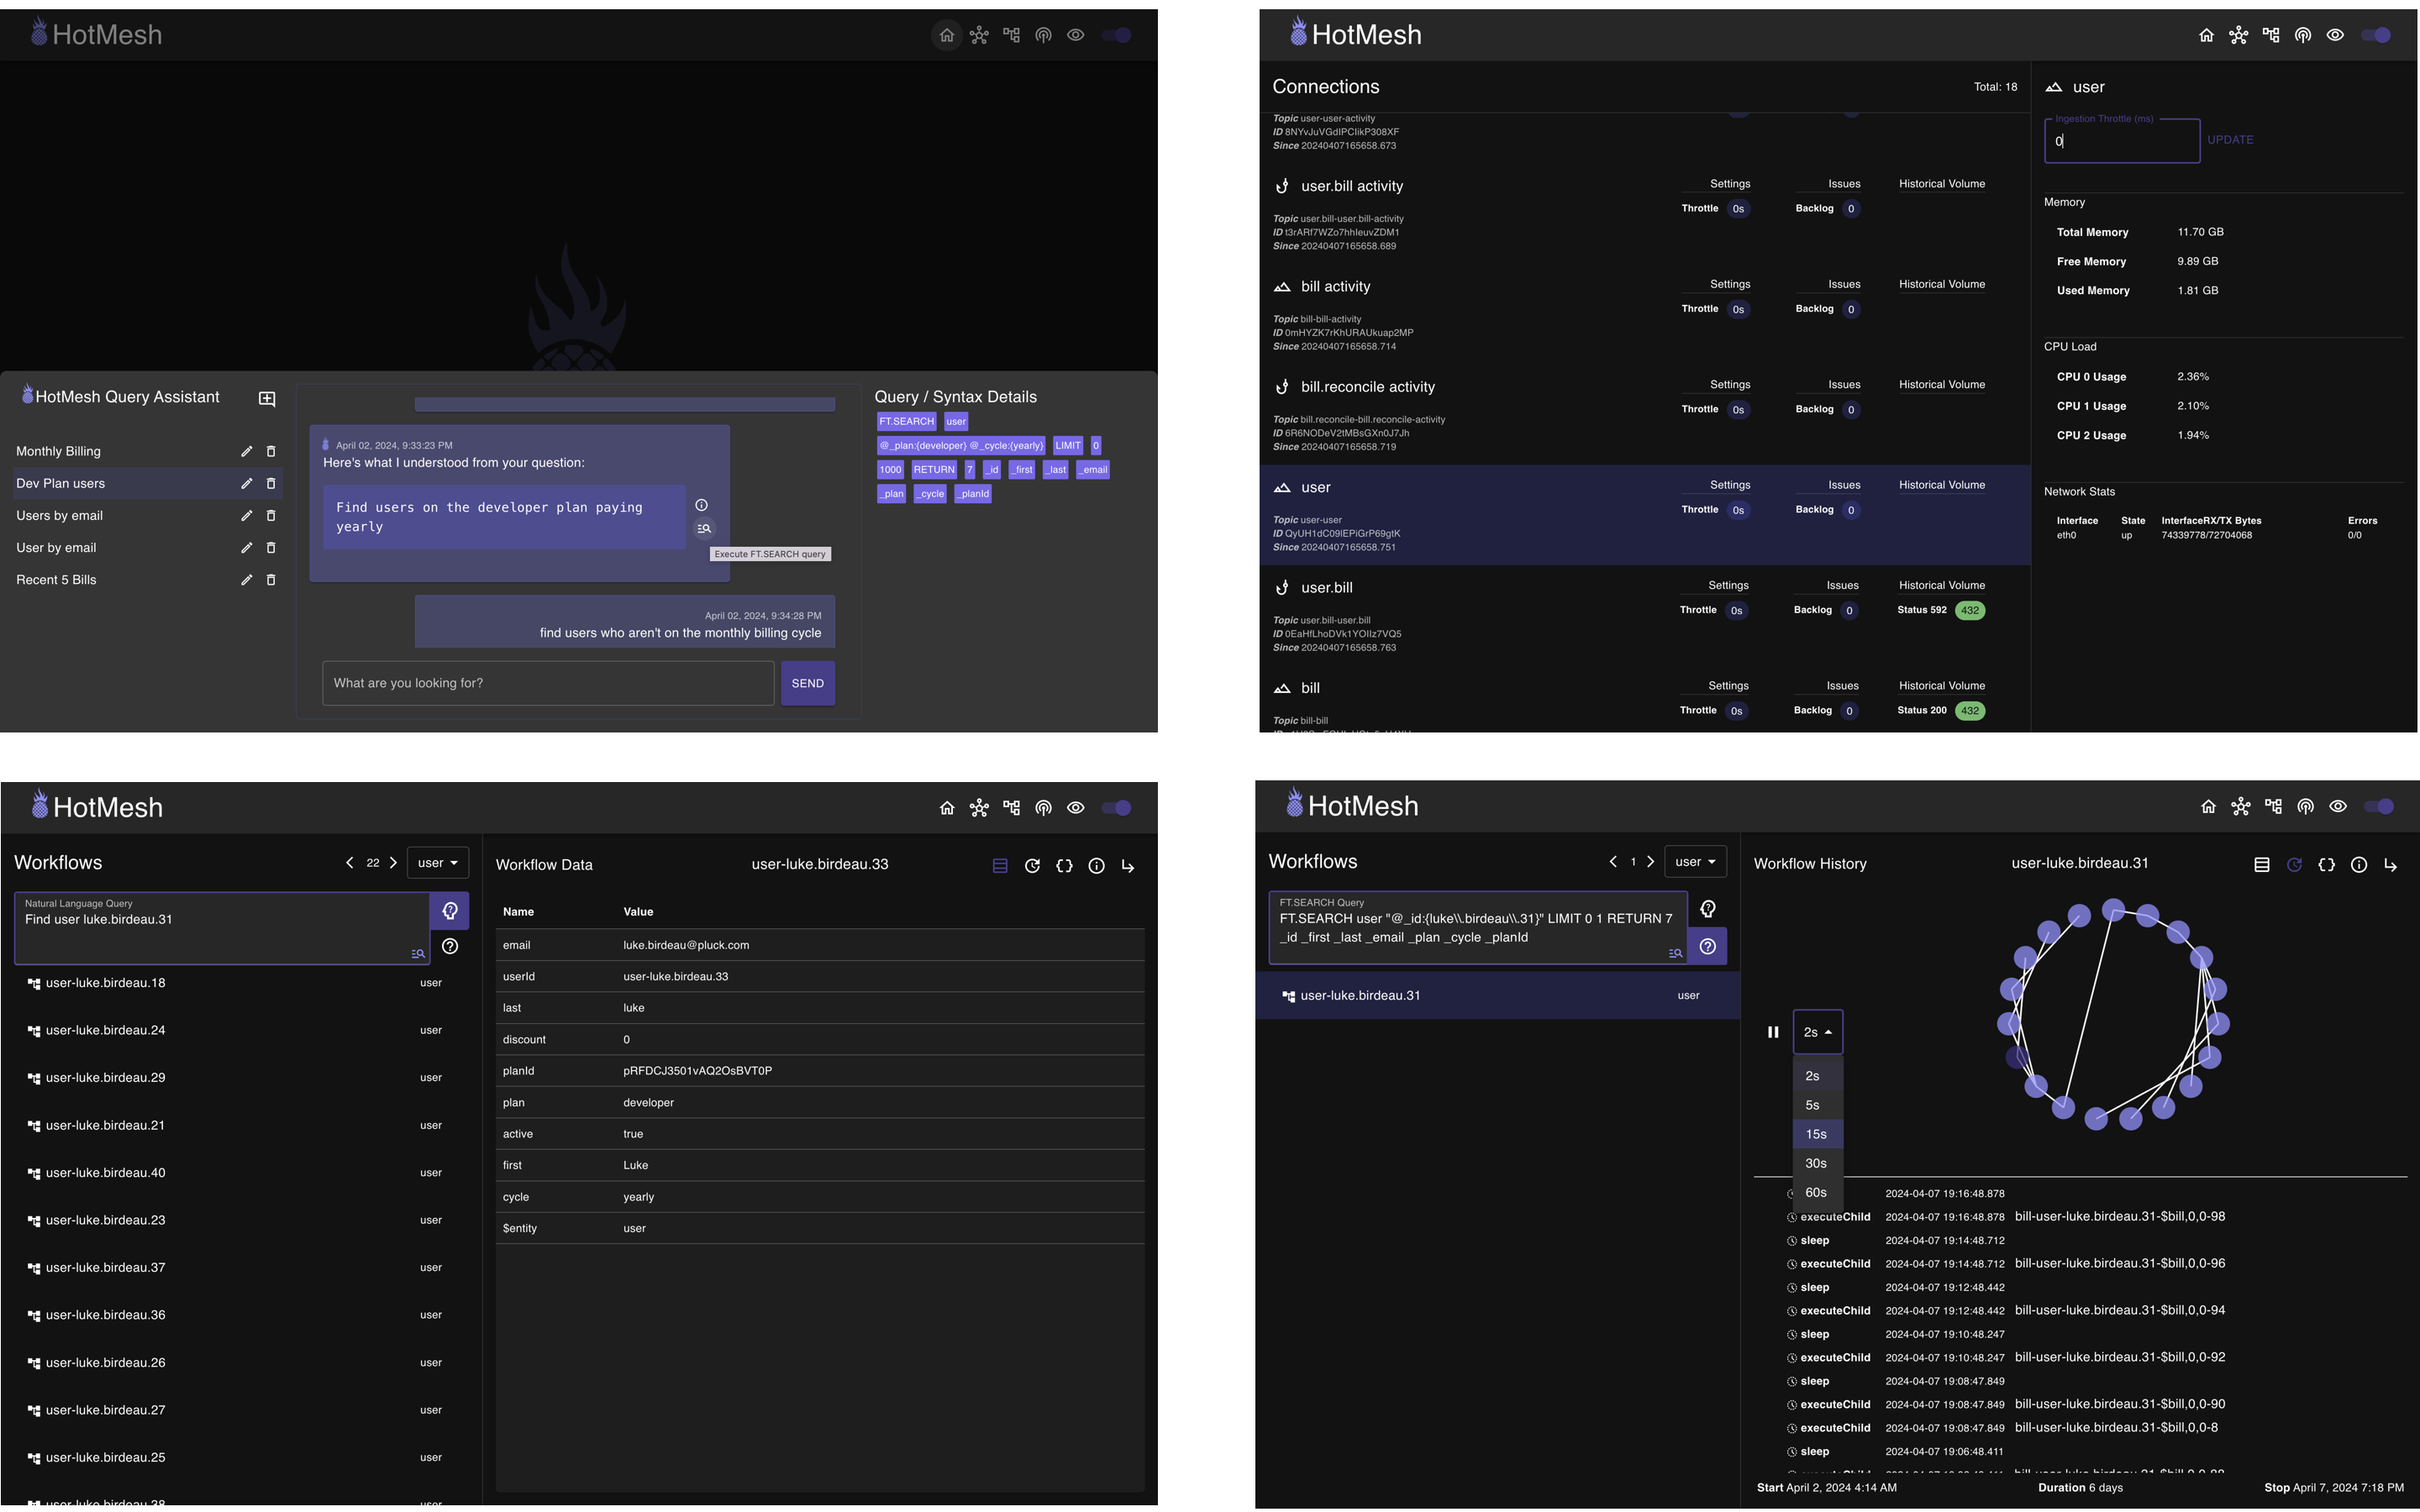 HotMesh
HotMesh Query Assistant
Monthly Billing
Dev Plan users
Users by email
User by email
Recent 5 Bills
April 02, 2024, 9:33:23 PM
Here's what I understood from your question:
Find users on the developer plan paying
yearly
Execute FT.SEARCH query
April 02, 2024, 9:34:28 PM
find users who aren't on the monthly billing cycle
What are you looking for?
SEND
Query / Syntax Details
FT.SEARCH user
@_plan:{developer} @_cycle:{yearly} LIMIT 0
1000 RETURN 7 _id _first _last _email
_plan _cycle _planId
HotMesh
Connections Total: 18
Topic user-user-activity
ID 8NYvJuVGdIPCIikP308XF
Since 20240407165658.673
user.bill activity Settings Issues Historical Volume
Throttle 0s Backlog 0
Topic user.bill-user.bill-activity
ID t3rARf7WZo7hhIeuvZDM1
Since 20240407165658.689
bill activity Settings Issues Historical Volume
Throttle 0s Backlog 0
Topic bill-bill-activity
ID 0mHYZK7rKhURAUkuap2MP
Since 20240407165658.714
bill.reconcile activity Settings Issues Historical Volume
Throttle 0s Backlog 0
Topic bill.reconcile-bill.reconcile-activity
ID 6R6NODeV2tMBsGXn0J7Jh
Since 20240407165658.719
user Settings Issues Historical Volume
Throttle 0s Backlog 0
Topic user-user
ID QyUH1dC09IEPiGrP69gtK
Since 20240407165658.751
user.bill Settings Issues Historical Volume
Throttle 0s Backlog 0 Status 592 432
Topic user.bill-user.bill
ID 0EaHfLhoDVk1YOIIz7VQ5
Since 20240407165658.763
bill Settings Issues Historical Volume
Throttle 0s Backlog 0 Status 200 432
Topic bill-bill
user
Ingestion Throttle (ms)
0 UPDATE
Memory
Total Memory 11.70 GB
Free Memory 9.89 GB
Used Memory 1.81 GB
CPU Load
CPU 0 Usage 2.36%
CPU 1 Usage 2.10%
CPU 2 Usage 1.94%
Network Stats
Interface State InterfaceRX/TX Bytes Errors
eth0 up 74339778/72704068 0/0
HotMesh
Workflows 22 user
Natural Language Query
Find user luke.birdeau.31
user-luke.birdeau.18 user
user-luke.birdeau.24 user
user-luke.birdeau.29 user
user-luke.birdeau.21 user
user-luke.birdeau.40 user
user-luke.birdeau.23 user
user-luke.birdeau.37 user
user-luke.birdeau.36 user
user-luke.birdeau.26 user
user-luke.birdeau.27 user
user-luke.birdeau.25 user
user-luke.birdeau.38 user
Workflow Data user-luke.birdeau.33
Name Value
email luke.birdeau@pluck.com
userId user-luke.birdeau.33
last luke
discount 0
planId pRFDCJ3501vAQ2OsBVT0P
plan developer
active true
first Luke
cycle yearly
$entity user
HotMesh
Workflows 1 user
FT.SEARCH Query
FT.SEARCH user "@_id:{luke\\.birdeau\\.31}" LIMIT 0 1 RETURN 7
_id _first _last _email _plan _cycle _planId
user-luke.birdeau.31 user
Workflow History user-luke.birdeau.31
2s
2s
5s
15s
30s
60s
2024-04-07 19:16:48.878
executeChild 2024-04-07 19:16:48.878 bill-user-luke.birdeau.31-$bill,0,0-98
sleep 2024-04-07 19:14:48.712
executeChild 2024-04-07 19:14:48.712 bill-user-luke.birdeau.31-$bill,0,0-96
sleep 2024-04-07 19:12:48.442
executeChild 2024-04-07 19:12:48.442 bill-user-luke.birdeau.31-$bill,0,0-94
sleep 2024-04-07 19:10:48.247
executeChild 2024-04-07 19:10:48.247 bill-user-luke.birdeau.31-$bill,0,0-92
sleep 2024-04-07 19:08:47.849
executeChild 2024-04-07 19:08:47.849 bill-user-luke.birdeau.31-$bill,0,0-90
executeChild 2024-04-07 19:08:47.849 bill-user-luke.birdeau.31-$bill,0,0-8
sleep 2024-04-07 19:06:48.411
Start April 2, 2024 4:14 AM Duration 6 days Stop April 7, 2024 7:18 PM